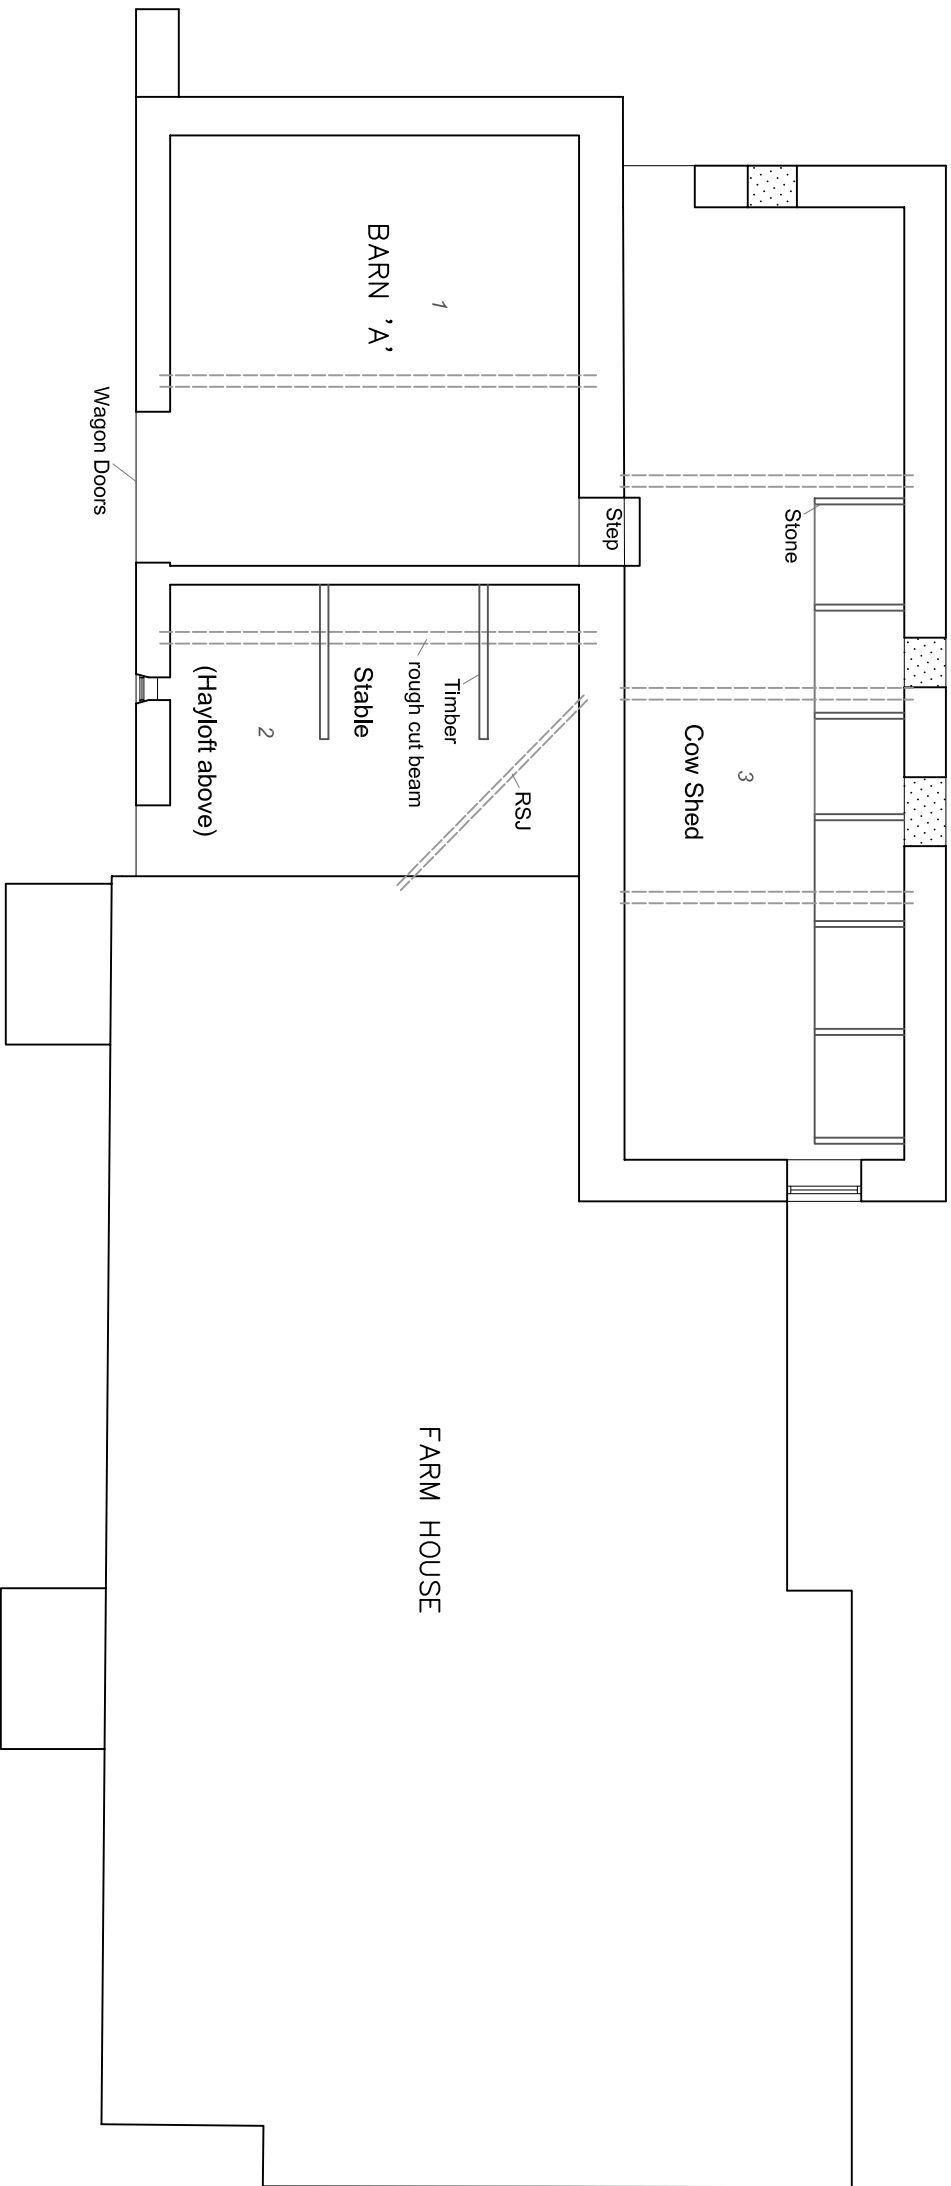 Stone
3
Cow Shed
Step
RSJ
Timber
rough cut beam
Stable
2
(Hayloft above)
1
BARN 'A'
Wagon Doors
FARM HOUSE